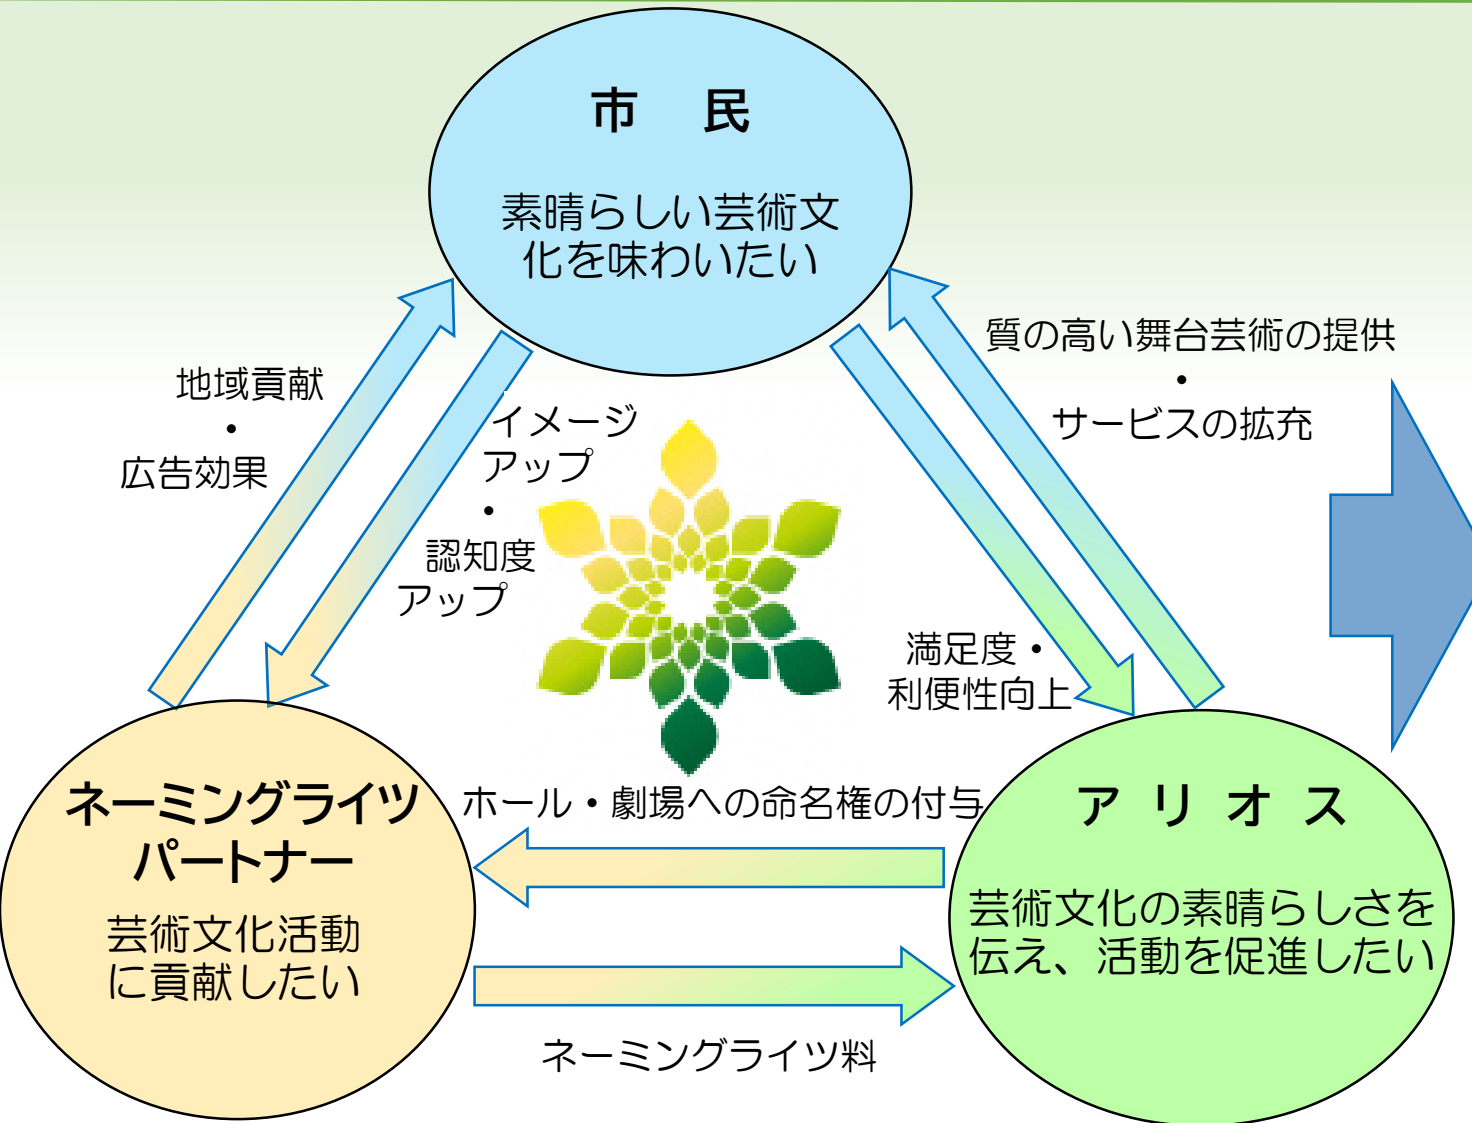 市　民
素晴らしい芸術文
化を味わいたい
質の高い舞台芸術の提供
・
サービスの拡充
地域貢献
・
広告効果
イメージ
アップ
・
認知度
アップ
満足度・
利便性向上
ホール・劇場への命名権の付与
ネーミングライツ
パートナー
芸術文化活動
に貢献したい
ア リ オ ス
芸術文化の素晴らしさを
伝え、活動を促進したい
ネーミングライツ料